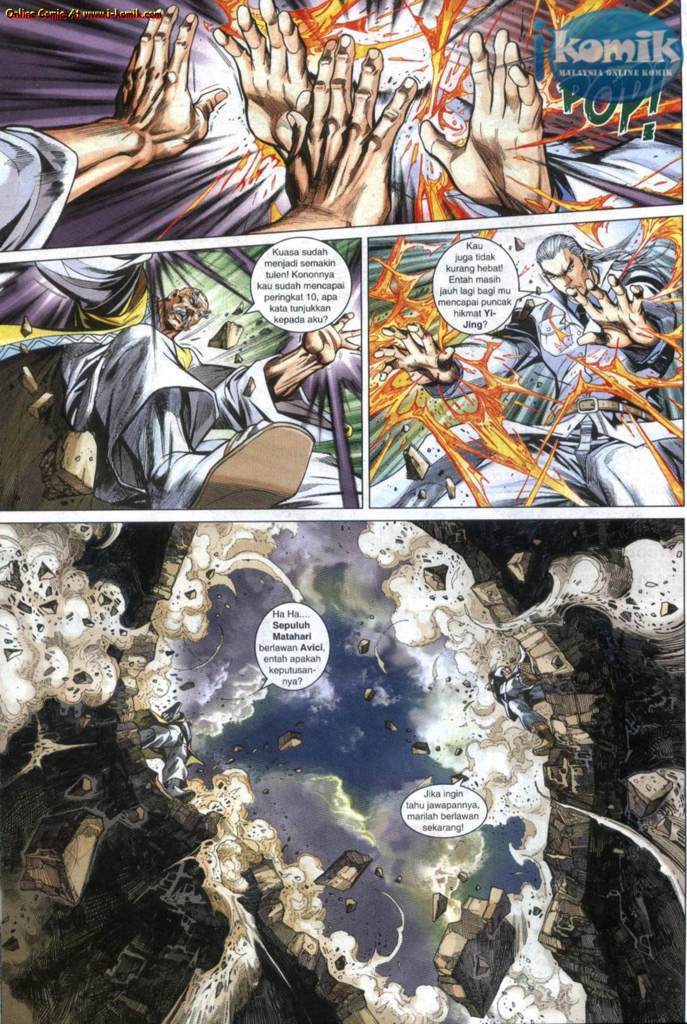 Online Comic At www.i-komik.com
iKomik
MALAYSIA ONLINE KOMIK
POP!
Kuasa sudah
menjadi semakin
tulen! Kononnya
kau sudah mencapai
peringkat 10, apa
kata tunjukkan
kepada aku?
Kau
juga tidak
kurang hebat!
Entah masih
jauh lagi bagi mu
mencapai puncak
hikmat Yi-
Jing?
Ha Ha....
Sepuluh
Matahari
berlawan Avici,
entah apakah
keputusan-
nya?
Jika ingin
tahu jawapannya,
marilah berlawan
sekarang!